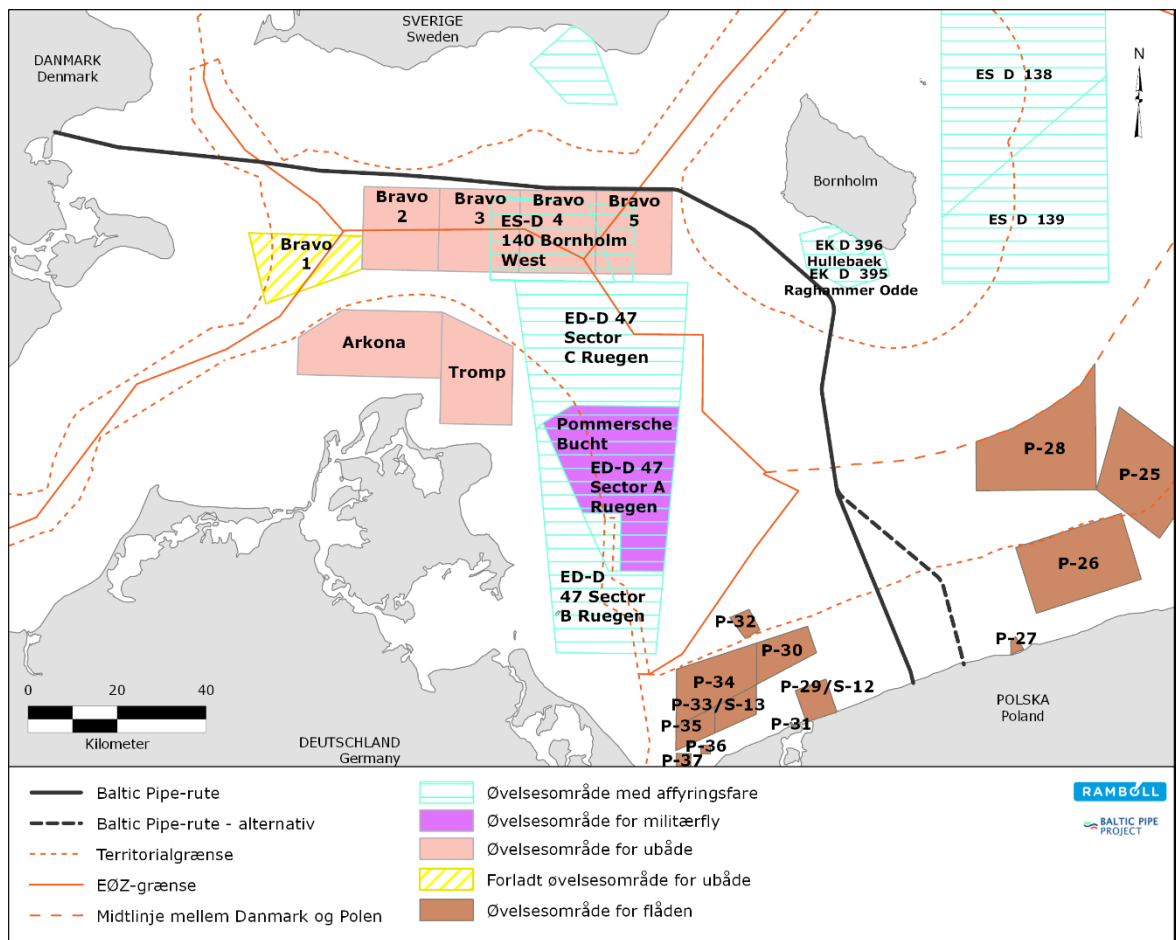 SVERIGE
Sweden
DANMARK
Denmark
N
ES D 138
Bornholm
ES D 139
Bravo
2
Bravo
3
Bravo
4
Bravo
5
ES-D
140 Bornholm
West
Bravo
1
EK D 396
Hullebaek
EK D 395
Raghammer Odde
ED-D 47
Sector
C Ruegen
Arkona
Tromp
Pommersche
Bucht
ED-D 47
Sector A
Ruegen
P-28
P-25
P-26
ED-D
47 Sector
B Ruegen
P-32
P-30
P-27
P-34
P-29/S-12
P-33/S-13
P-35
P-31
P-36
P-37
POLSKA
Poland
0 20 40
Kilometer
DEUTSCHLAND
Germany
Baltic Pipe-rute
Baltic Pipe-rute - alternativ
Territorialgrænse
EØZ-grænse
Midtlinje mellem Danmark og Polen
Øvelsesområde med affyringsfare
Øvelsesområde for militærfly
Øvelsesområde for ubåde
Forladt øvelsesområde for ubåde
Øvelsesområde for flåden
RAMBOLL
BALTIC PIPE
PROJECT